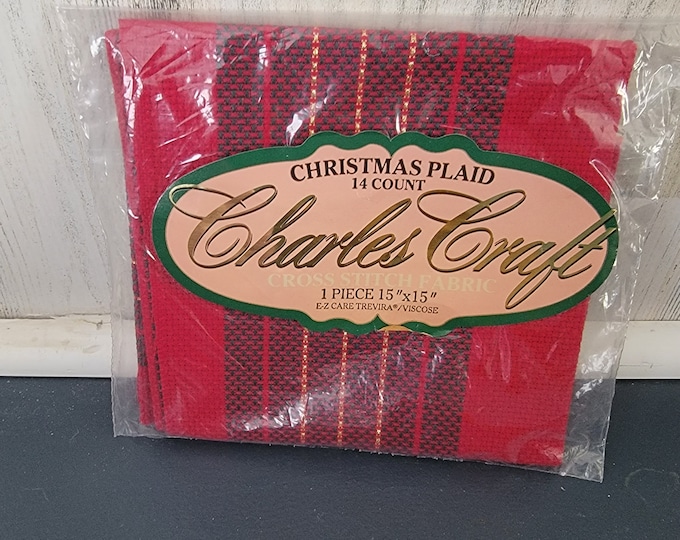 CHRISTMAS PLAID
14 COUNT
Charles Craft
CROSS STITCH FABRIC
1 PIECE 15"x15"
E-Z CARE TREVIRA®/VISCOSE